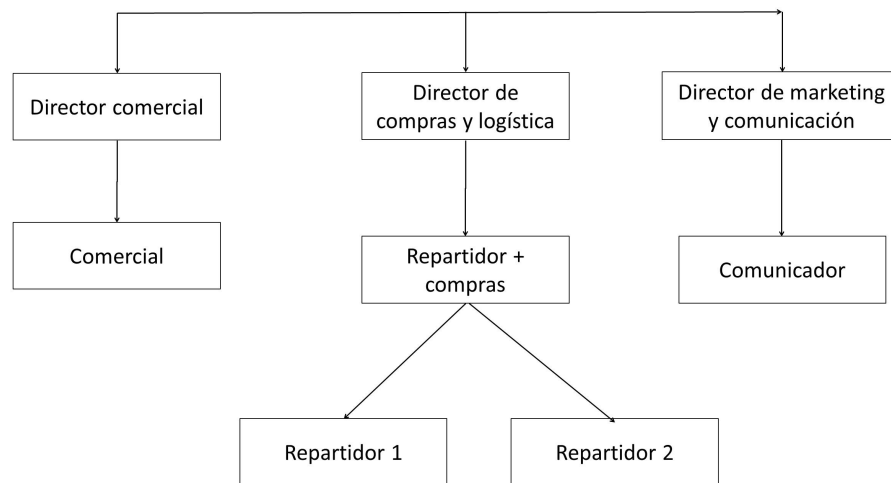 Director comercial
Director de
compras y logística
Director de marketing
y comunicación
Comercial
Repartidor +
compras
Comunicador
Repartidor 1
Repartidor 2